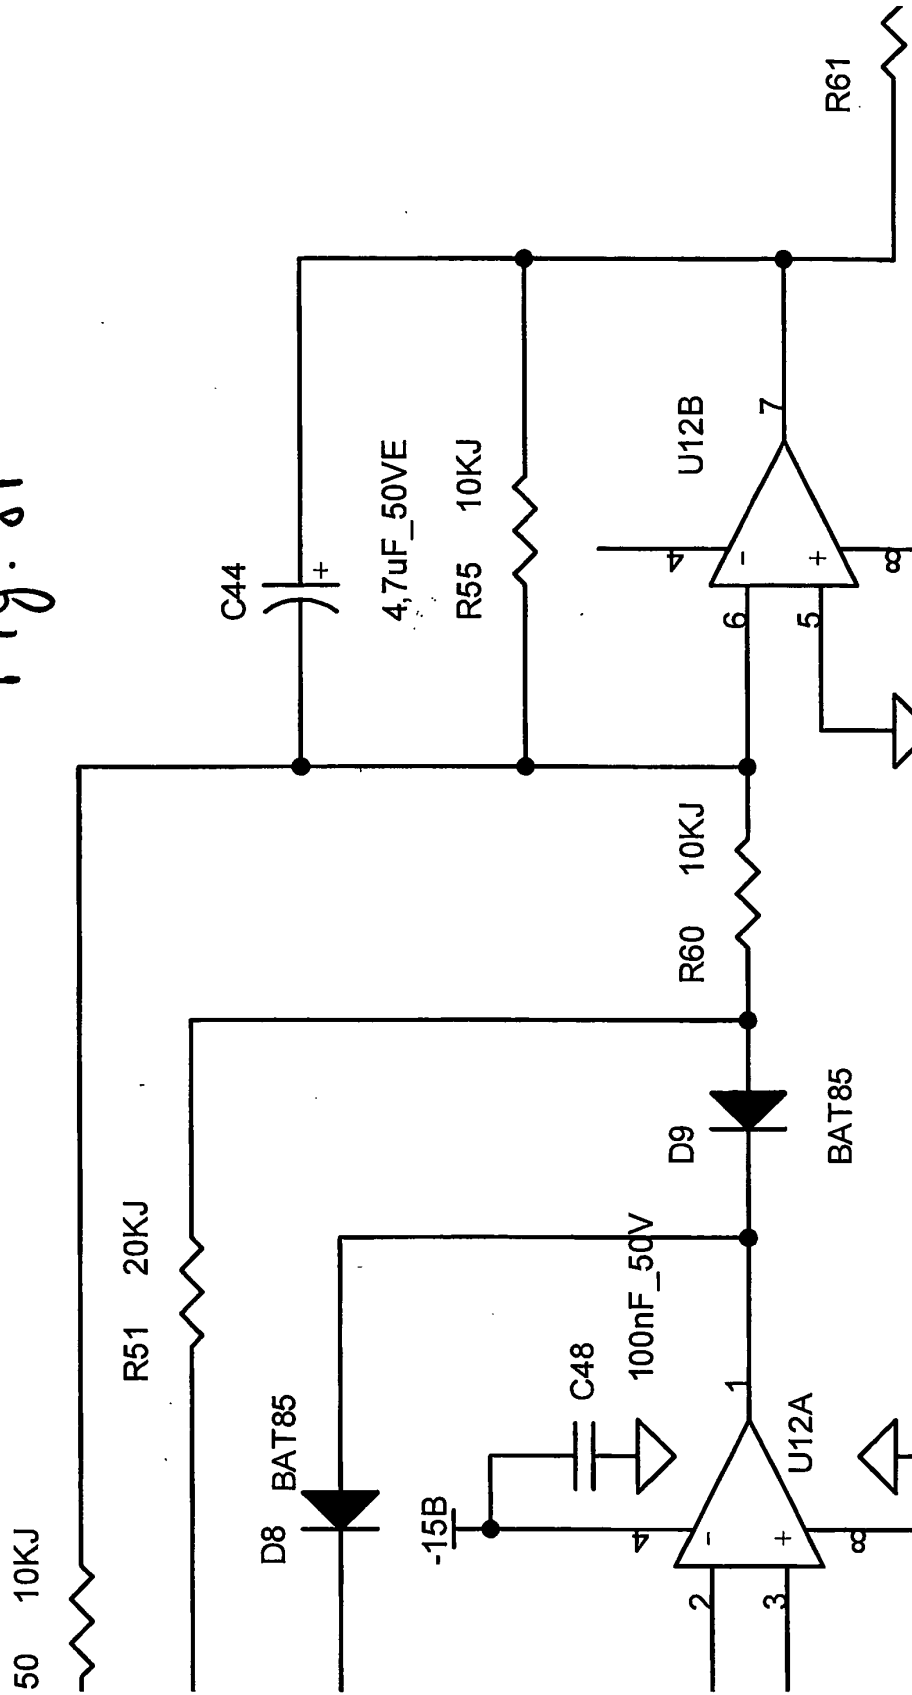 C44
4,7uF_50VE
R55 10KJ
R61
U12B
4
-
+
8
6
5
7
R60 10KJ
D9
BAT85
R51 20KJ
50 10KJ
D8 BAT85
-15B
C48
100nF_50V
U12A
4
-
+
8
2
3
1
+